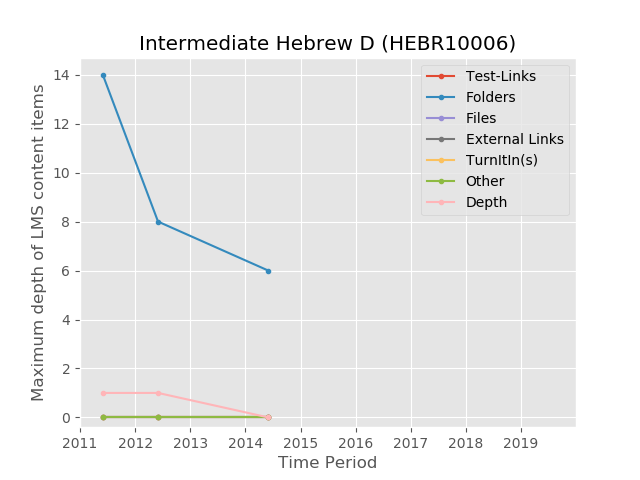 Intermediate Hebrew D (HEBR10006)
Maximum depth of LMS content items
14
12
10
8
6
4
2
0
Test-Links
Folders
Files
External Links
TurnItIn(s)
Other
Depth
2011 2012 2013 2014 2015 2016 2017 2018 2019
Time Period